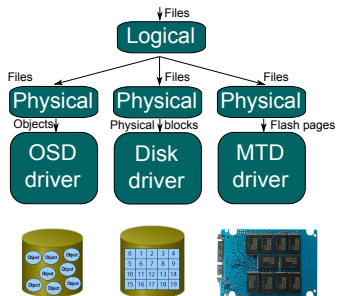 Files
Logical
Files Files Files
Physical Physical Physical
Objects Physical blocks Flash pages
OSD Disk MTD
driver driver driver
Object Object Object
Object Object
Object Object
Object
0 1 2 3 4
5 6 7 8 9
10 11 12 13 14
15 16 17 18 19